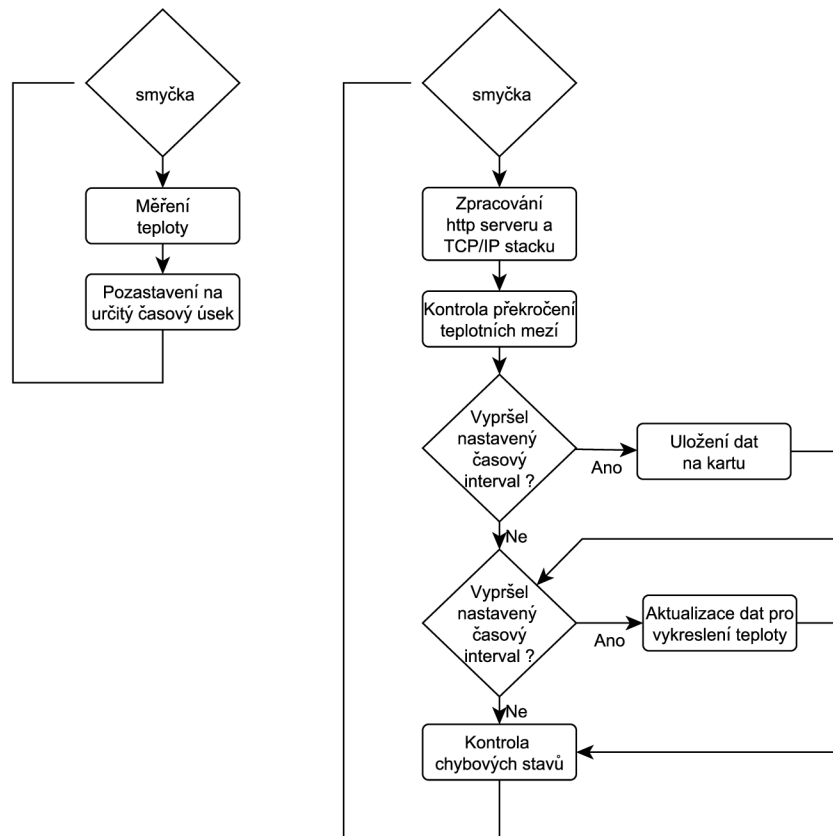 smyčka
Měření
teploty
Pozastavení na
určitý časový úsek
smyčka
Zpracování
http serveru a
TCP/IP stacku
Kontrola překročení
teplotních mezí
Vypršel
nastavený
časový
interval ?
Ano
Uložení dat
na kartu
Ne
Vypršel
nastavený
časový
interval ?
Ano
Aktualizace dat pro
vykreslení teploty
Ne
Kontrola
chybových stavů